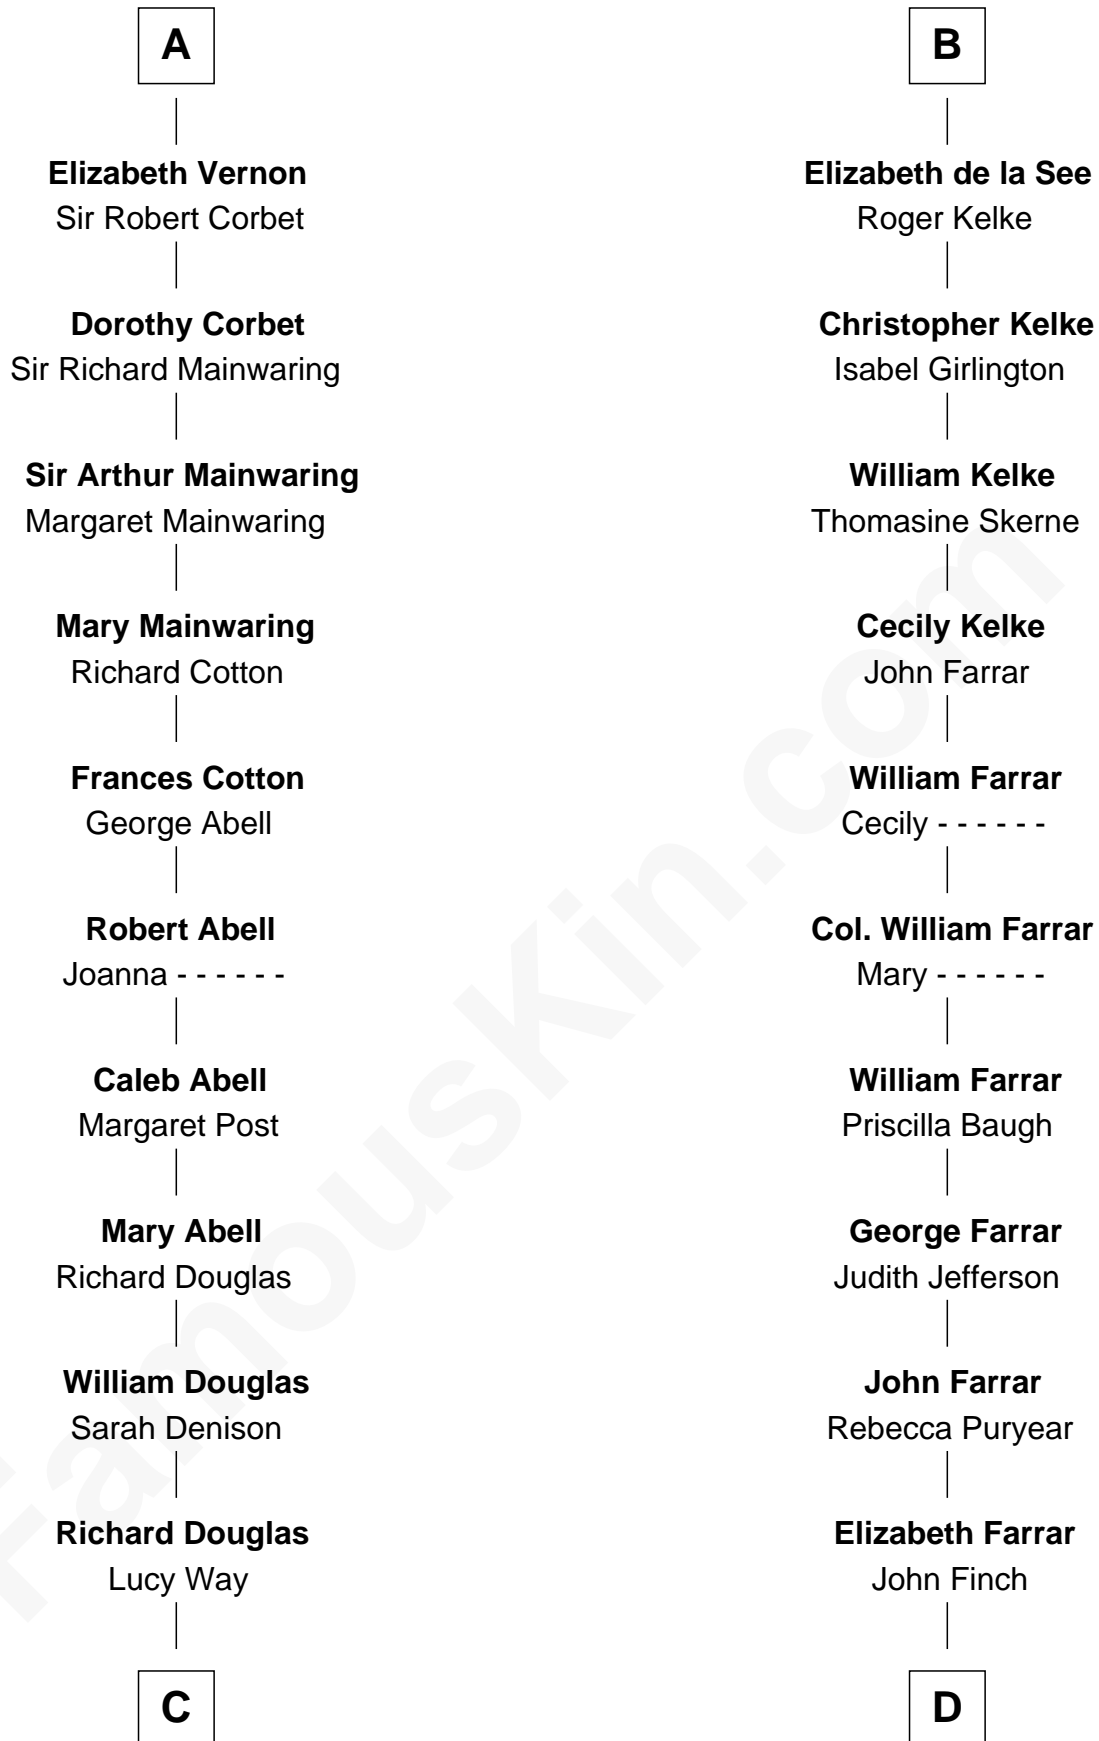 A
Elizabeth Vernon
Sir Robert Corbet
Dorothy Corbet
Sir Richard Mainwaring
Sir Arthur Mainwaring
Margaret Mainwaring
Mary Mainwaring
Richard Cotton
Frances Cotton
George Abell
Robert Abell
Joanna - - - - - -
Caleb Abell
Margaret Post
Mary Abell
Richard Douglas
William Douglas
Sarah Denison
Richard Douglas
Lucy Way
C
B
Elizabeth de la See
Roger Kelke
Christopher Kelke
Isabel Girlington
William Kelke
Thomasine Skerne
Cecily Kelke
John Farrar
William Farrar
Cecily - - - - - -
Col. William Farrar
Mary - - - - - -
William Farrar
Priscilla Baugh
George Farrar
Judith Jefferson
John Farrar
Rebecca Puryear
Elizabeth Farrar
John Finch
D
FamousKin.com